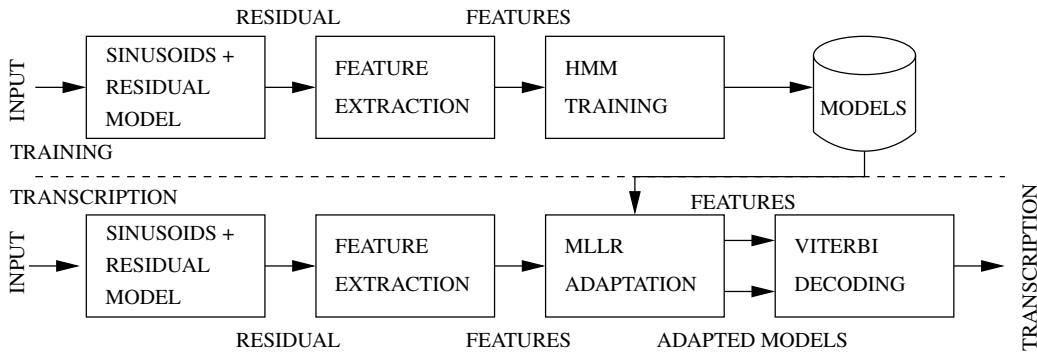 RESIDUAL
FEATURES
INPUT
SINUSOIDS +
RESIDUAL
MODEL
FEATURE
EXTRACTION
HMM
TRAINING
MODELS
TRAINING
TRANSCRIPTION
FEATURES
INPUT
SINUSOIDS +
RESIDUAL
MODEL
FEATURE
EXTRACTION
MLLR
ADAPTATION
VITERBI
DECODING
TRANSCRIPTION
RESIDUAL
FEATURES
ADAPTED MODELS